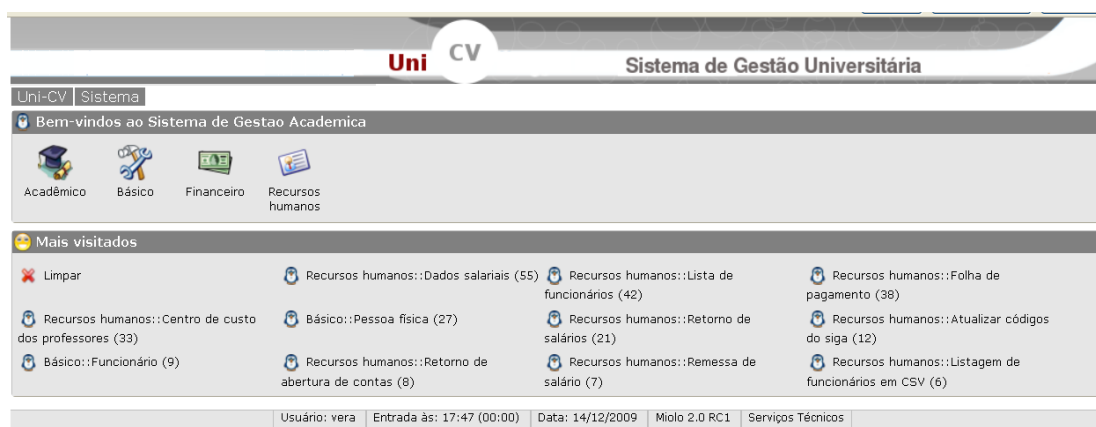 Uni CV Sistema de Gestão Universitária
Uni-CV Sistema
Bem-vindos ao Sistema de Gestao Academica
Acadêmico Básico Financeiro Recursos
humanos
Mais visitados
Limpar Recursos humanos::Dados salariais (55) Recursos humanos::Lista de Recursos humanos::Folha de
funcionários (42) pagamento (38)
Recursos humanos::Centro de custo Básico::Pessoa física (27) Recursos humanos::Retorno de Recursos humanos::Atualizar códigos
dos professores (33) salários (21) do siga (12)
Básico::Funcionário (9) Recursos humanos::Retorno de Recursos humanos::Remessa de Recursos humanos::Listagem de
abertura de contas (8) salário (7) funcionários em CSV (6)
Usuário: vera Entrada às: 17:47 (00:00) Data: 14/12/2009 Miolo 2.0 RC1 Serviços Técnicos